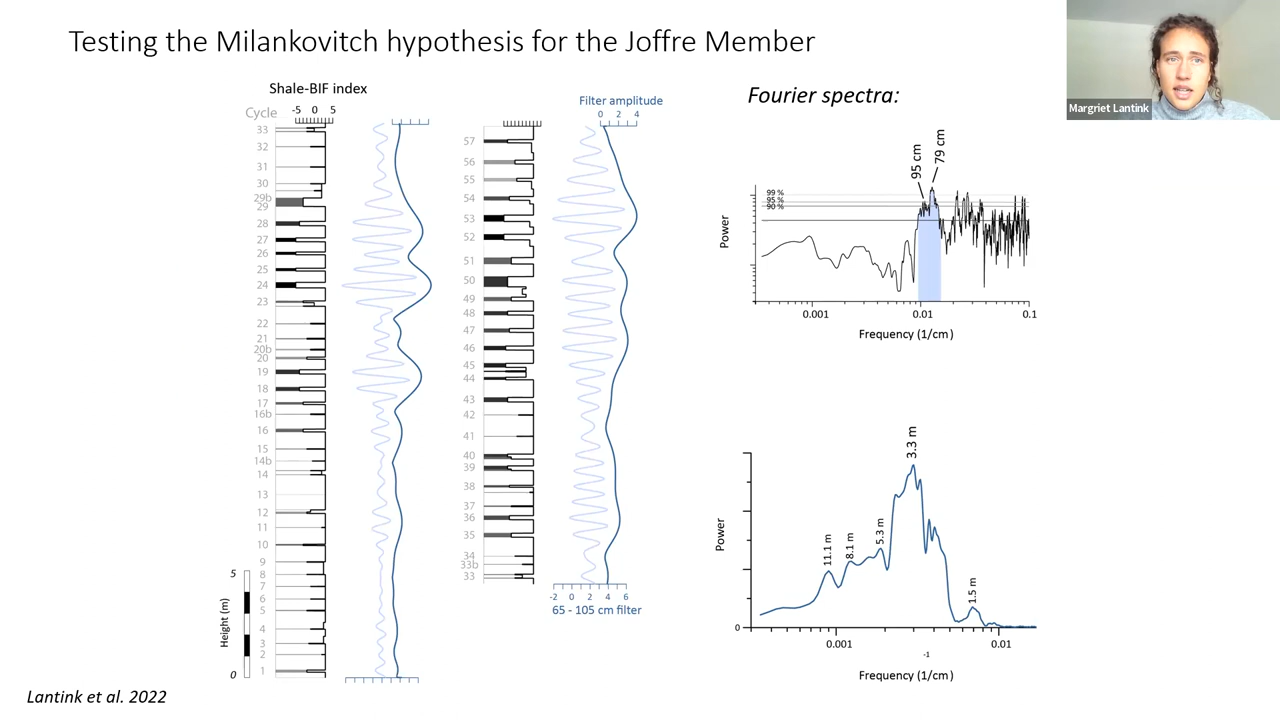 Testing the Milankovitch hypothesis for the Joffre Member
Margriet Lantink
Shale-BIF index
Cycle
-5 0 5
33
32
31
30
29b
29
28
27
26
25
24
23
22
21
20b
20
19
18
17
16b
16
15
14b
14
13
12
11
10
9
8
7
6
5
4
3
2
1
5
Height (m)
0
Filter amplitude
0 2 4
57
56
55
54
53
52
51
50
49
48
47
46
45
44
43
42
41
40
39
38
37
36
35
34
33b
33
-2 0 2 4 6
65 - 105 cm filter
Fourier spectra:
95 cm
79 cm
99 %
95 %
90 %
Power
0.001 0.01 0.1
Frequency (1/cm)
3.3 m
11.1 m
8.1 m
5.3 m
1.5 m
Power
0
0.001 0.01
-1
Frequency (1/cm)
Lantink et al. 2022